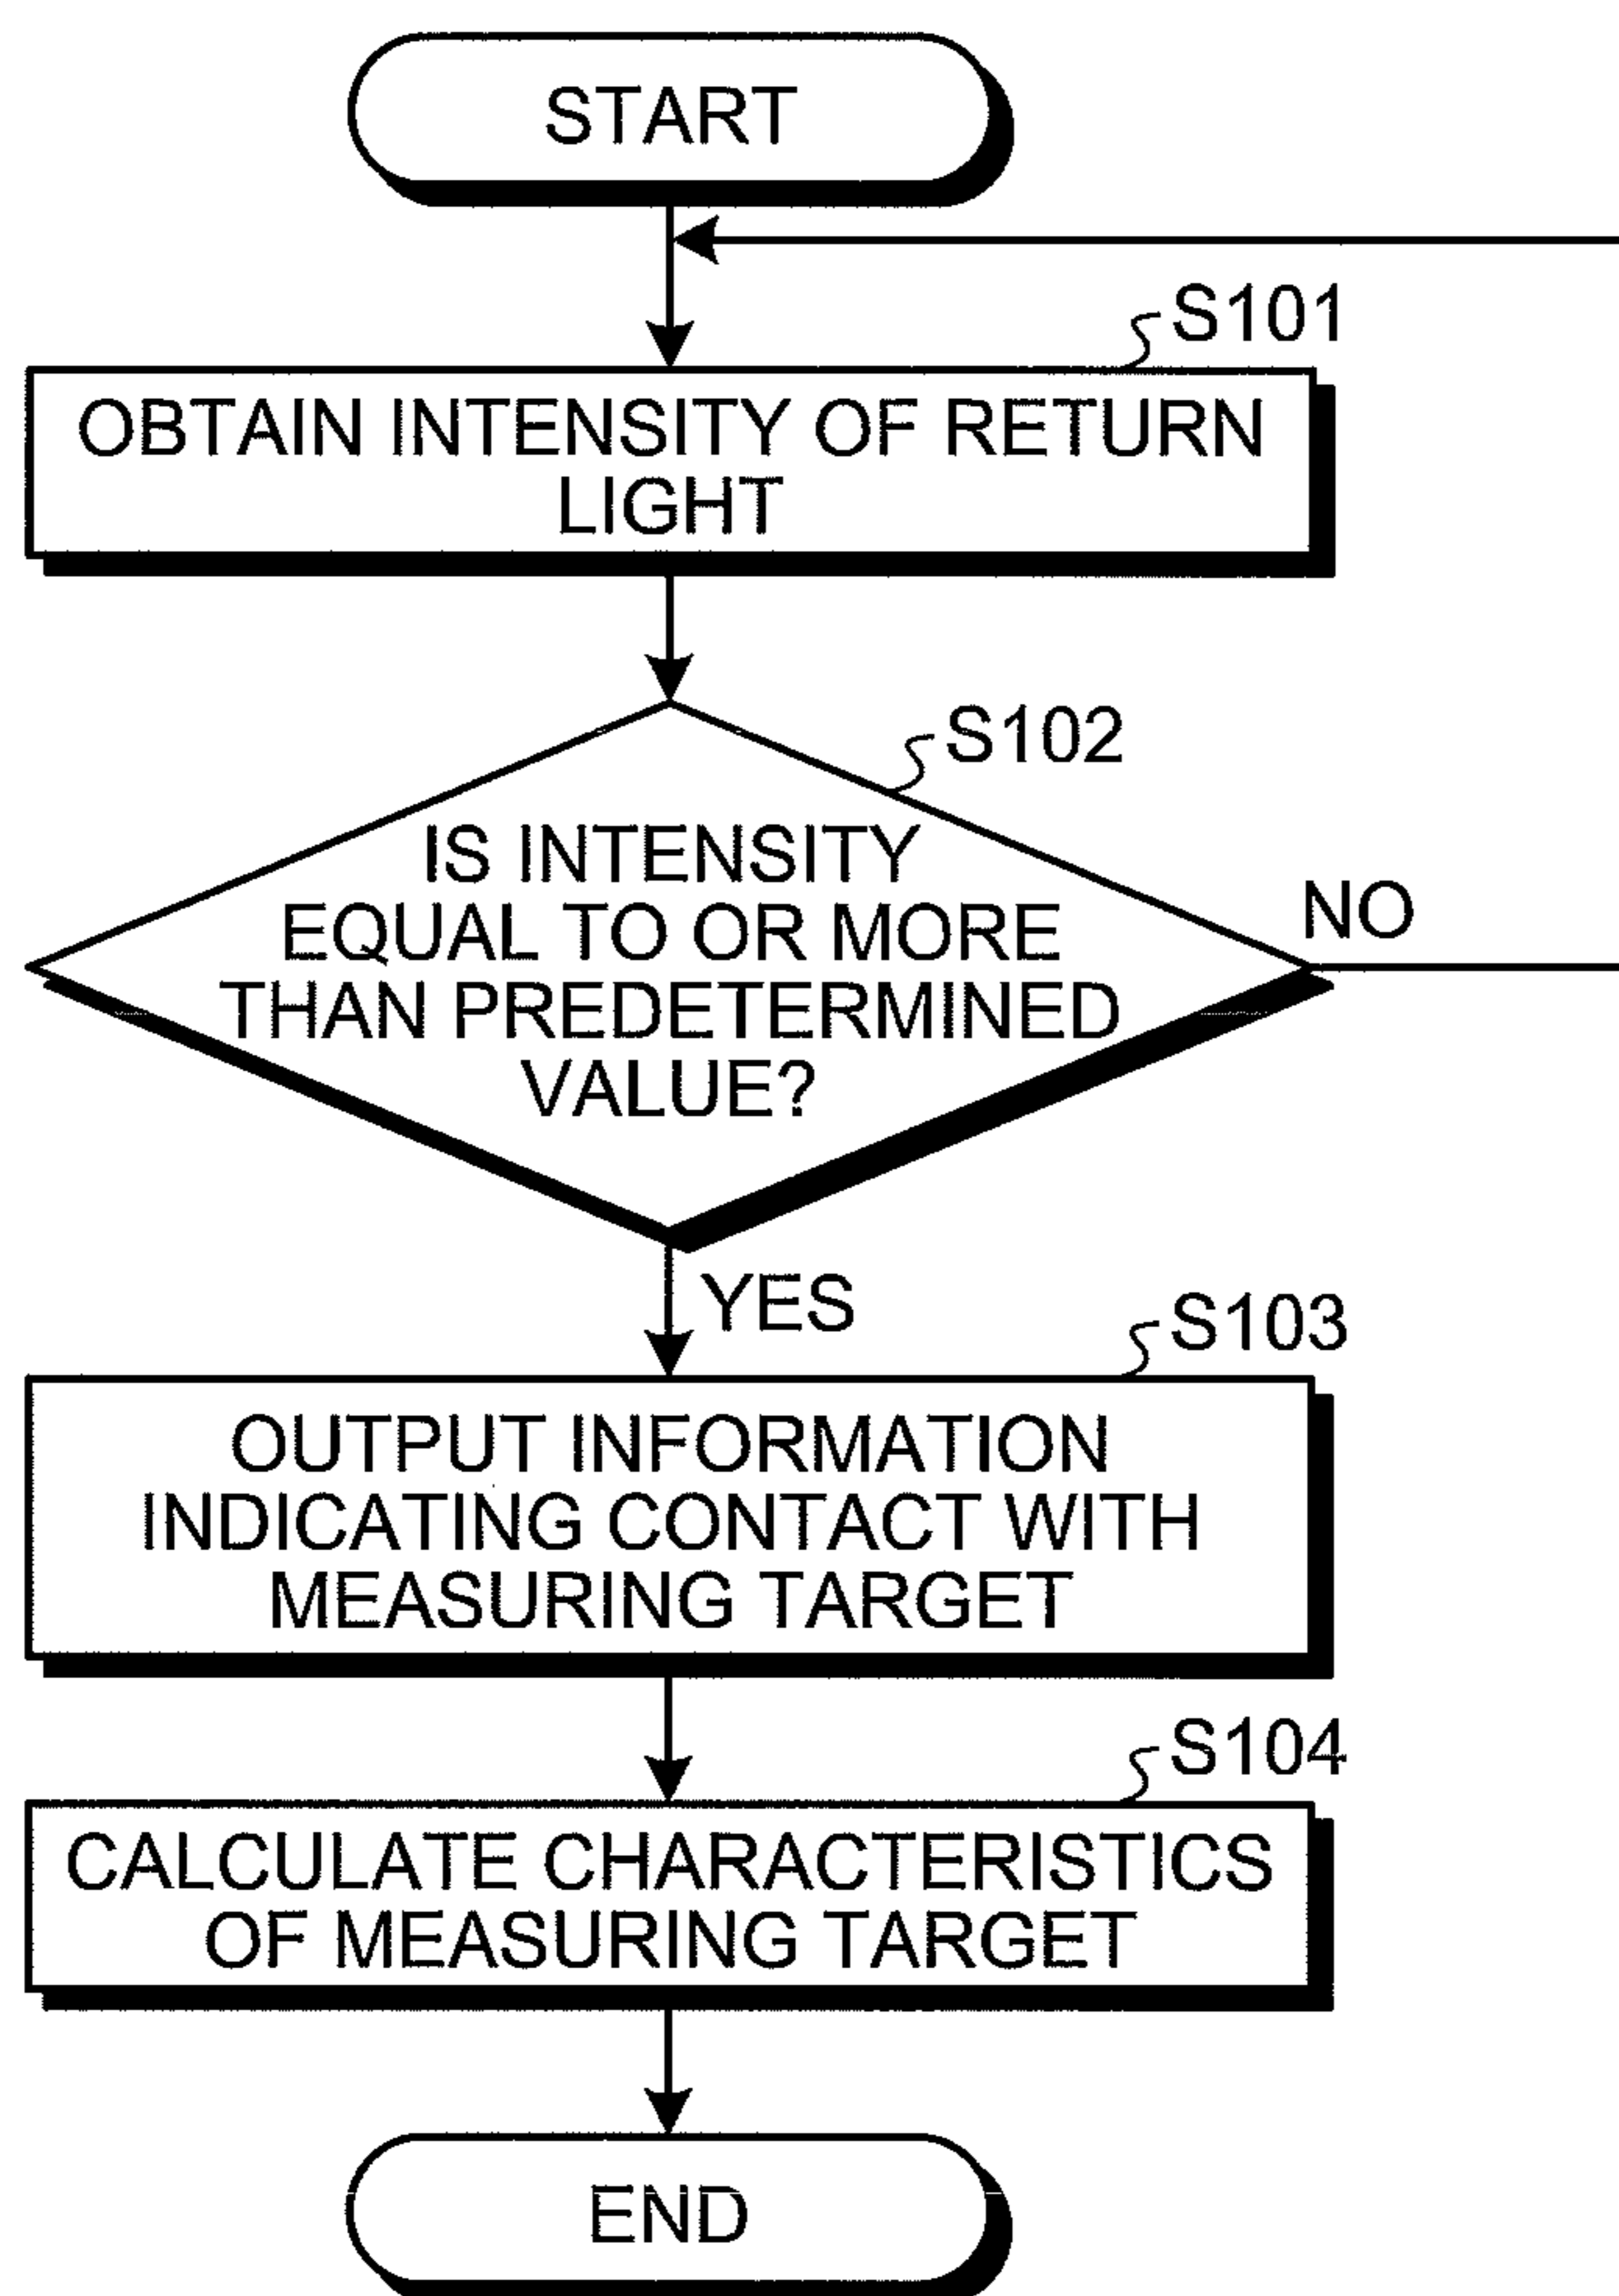 START
S101
OBTAIN INTENSITY OF RETURN
LIGHT
S102
IS INTENSITY
EQUAL TO OR MORE
THAN PREDETERMINED
VALUE?
NO
YES
S103
OUTPUT INFORMATION
INDICATING CONTACT WITH
MEASURING TARGET
S104
CALCULATE CHARACTERISTICS
OF MEASURING TARGET
END